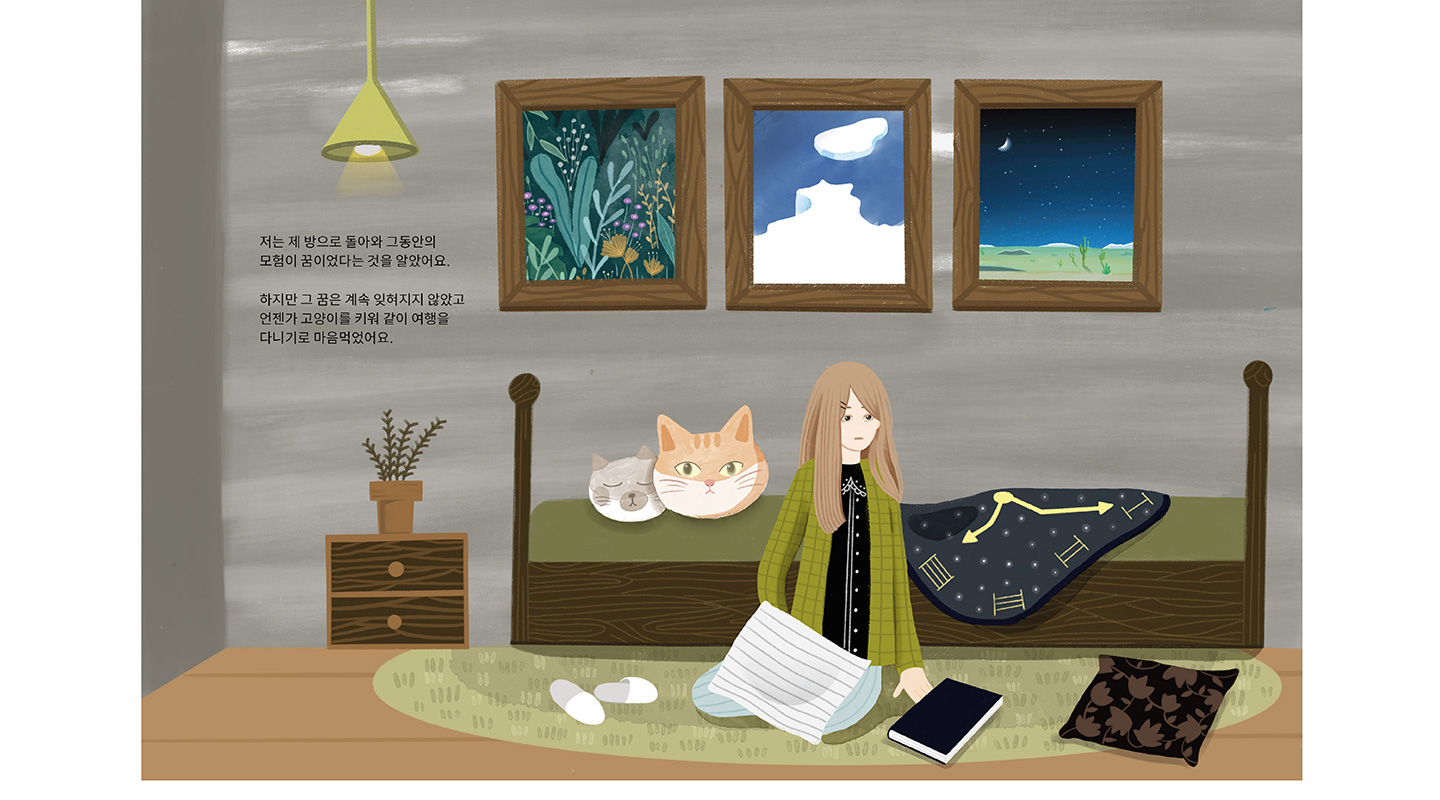 저는 제 방으로 돌아와 그동안의
모험이 꿈이었다는 것을 알았어요.
하지만 그 꿈은 계속 잊혀지지 않았고
언젠가 고양이를 키워 같이 여행을
다니기로 마음먹었어요.